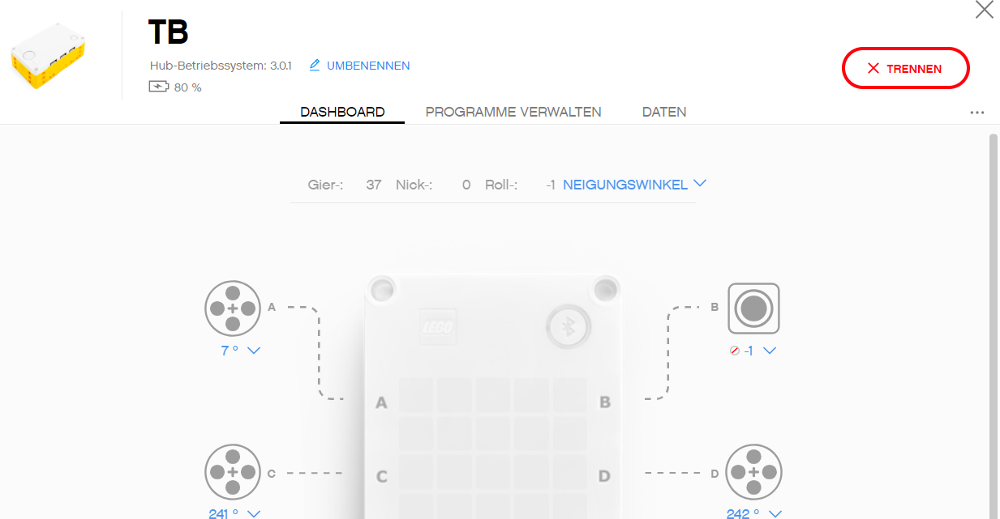 TB
Hub-Betriebssystem: 3.0.1 UMBENENNEN
80 %
TRENNEN
DASHBOARD PROGRAMME VERWALTEN DATEN
Gier-: 37 Nick-: 0 Roll-: -1 NEIGUNGSWINKEL
A
B
7 °
-1
LEGO
A
B
C
D
C
D
241 °
242 °